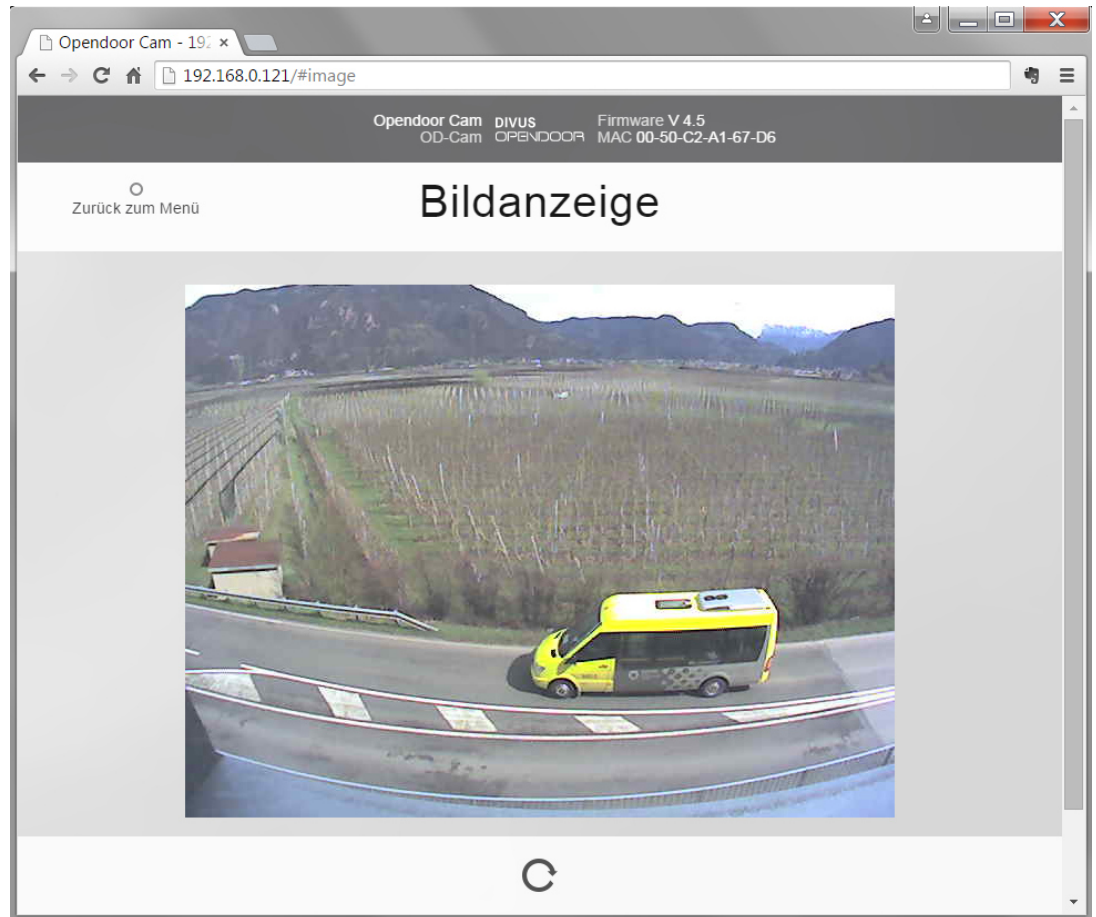 Opendoor Cam - 192
192.168.0.121/#image
Opendoor Cam DIVUS Firmware V 4.5
OD-Cam OPENDOOR MAC 00-50-C2-A1-67-D6
Zurück zum Menü
Bildanzeige